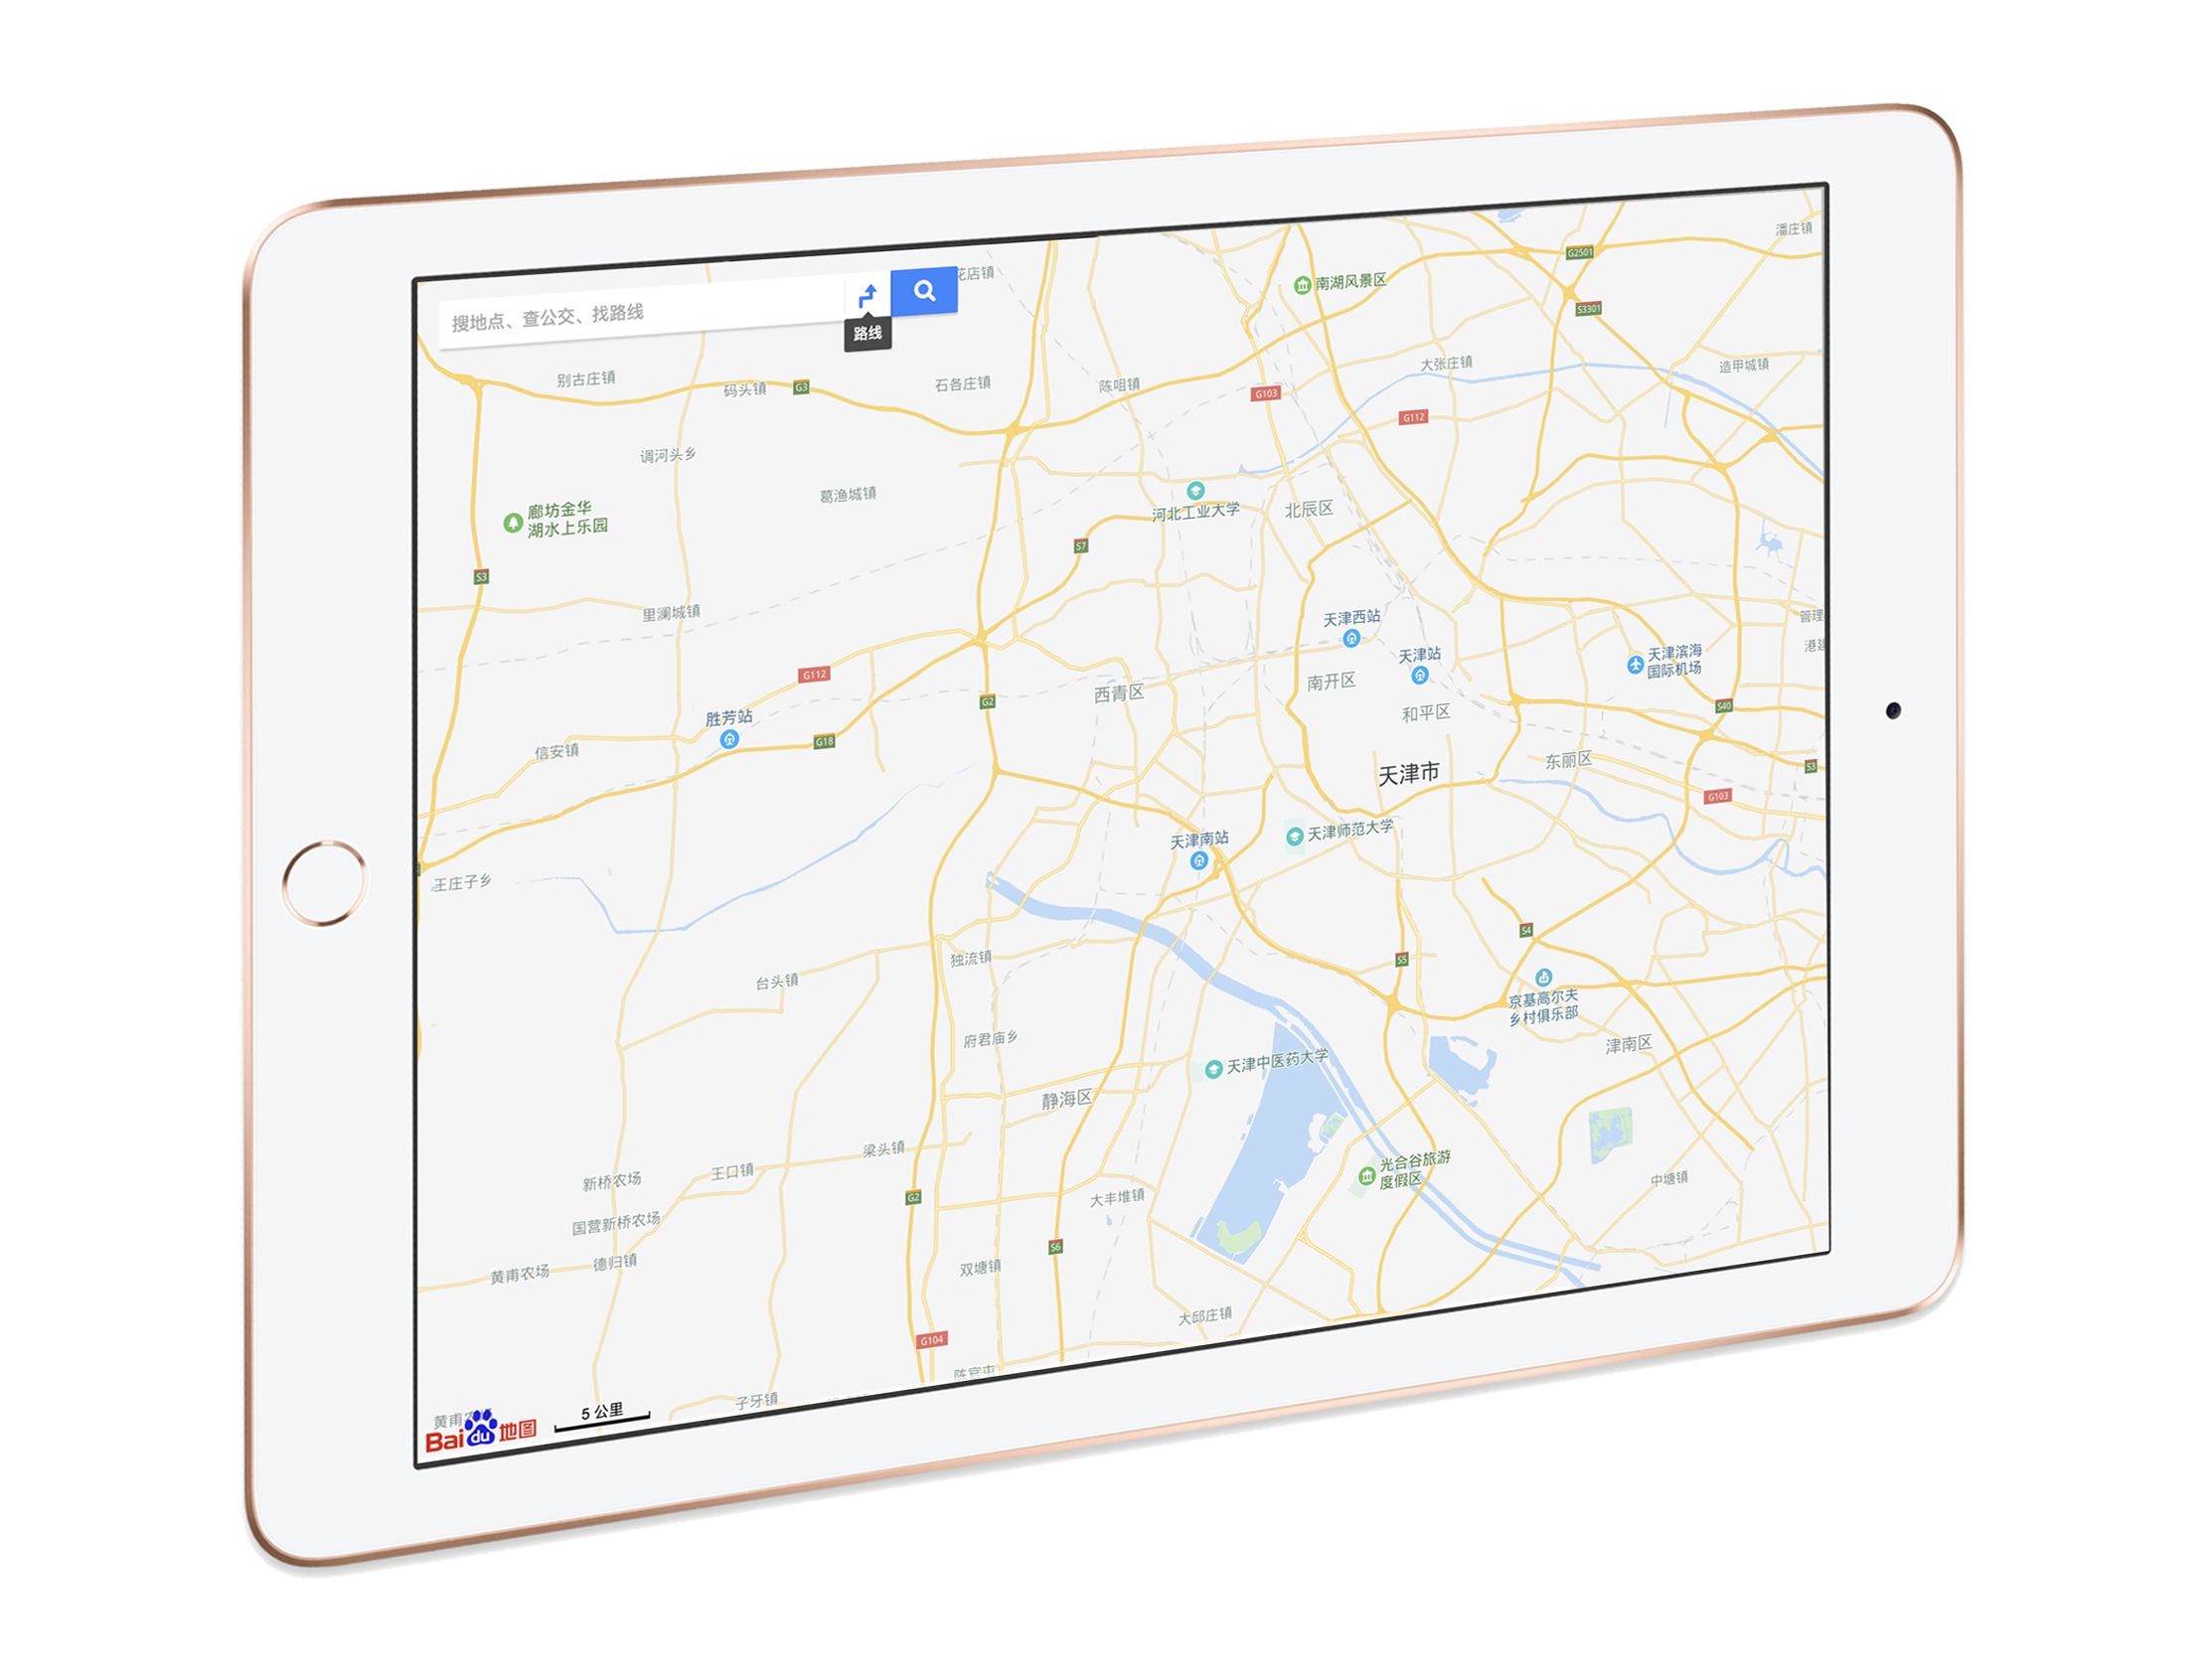 搜地点、查公交、找路线
路线
花店镇
潘庄镇
G2501
南湖风景区
S3301
大张庄镇
造甲城镇
别古庄镇
码头镇
G3
石各庄镇
陈咀镇
G103
G112
调河头乡
葛渔城镇
河北工业大学
北辰区
廊坊金华
湖水上乐园
S7
S3
里澜城镇
天津西站
管理
港建
天津站
天津滨海
国际机场
G112
南开区
西青区
G2
和平区
S40
胜芳站
G18
信安镇
东丽区
S3
天津市
G103
天津师范大学
天津南站
王庄子乡
S4
独流镇
S5
台头镇
京基高尔夫
乡村俱乐部
府君庙乡
津南区
天津中医药大学
静海区
梁头镇
王口镇
光合谷旅游
度假区
新桥农场
中塘镇
G2
大丰堆镇
国营新桥农场
S6
德归镇
黄甫农场
双塘镇
大邱庄镇
G104
陈官屯
子牙镇
5 公里
黄甫农场
Baidu地图